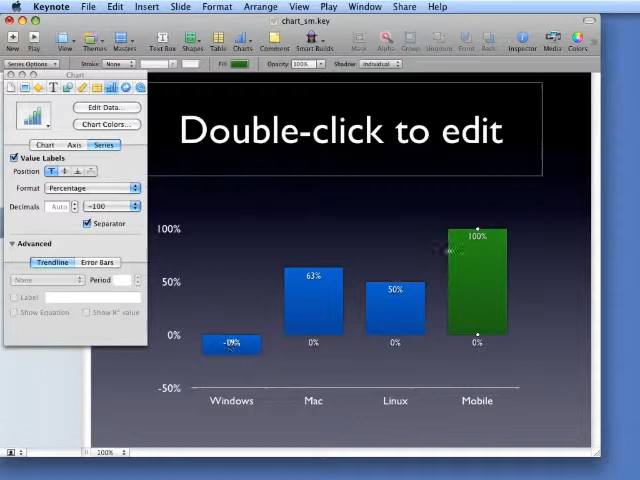 Keynote File Edit Insert Slide Format Arrange View Play Window Share Help
chart_sm.key
New Play View Themes Masters Text Box Shapes Table Charts Comment Smart Builds Mask Alpha Group Ungroup Front Back Inspector Media Colors
Series Options Stroke: None Fill: Opacity: 100% Shadow: Individual
Chart
Edit Data...
Chart Colors...
Chart Axis Series
Value Labels
Position
Format Percentage
Decimals Auto -100
Separator
Advanced
Trendline Error Bars
None Period
Label
Show Equation Show R² value
Double-click to edit
100%
50%
0%
-50%
63%
50%
100%
0%
0%
0%
Windows Mac Linux Mobile
100%